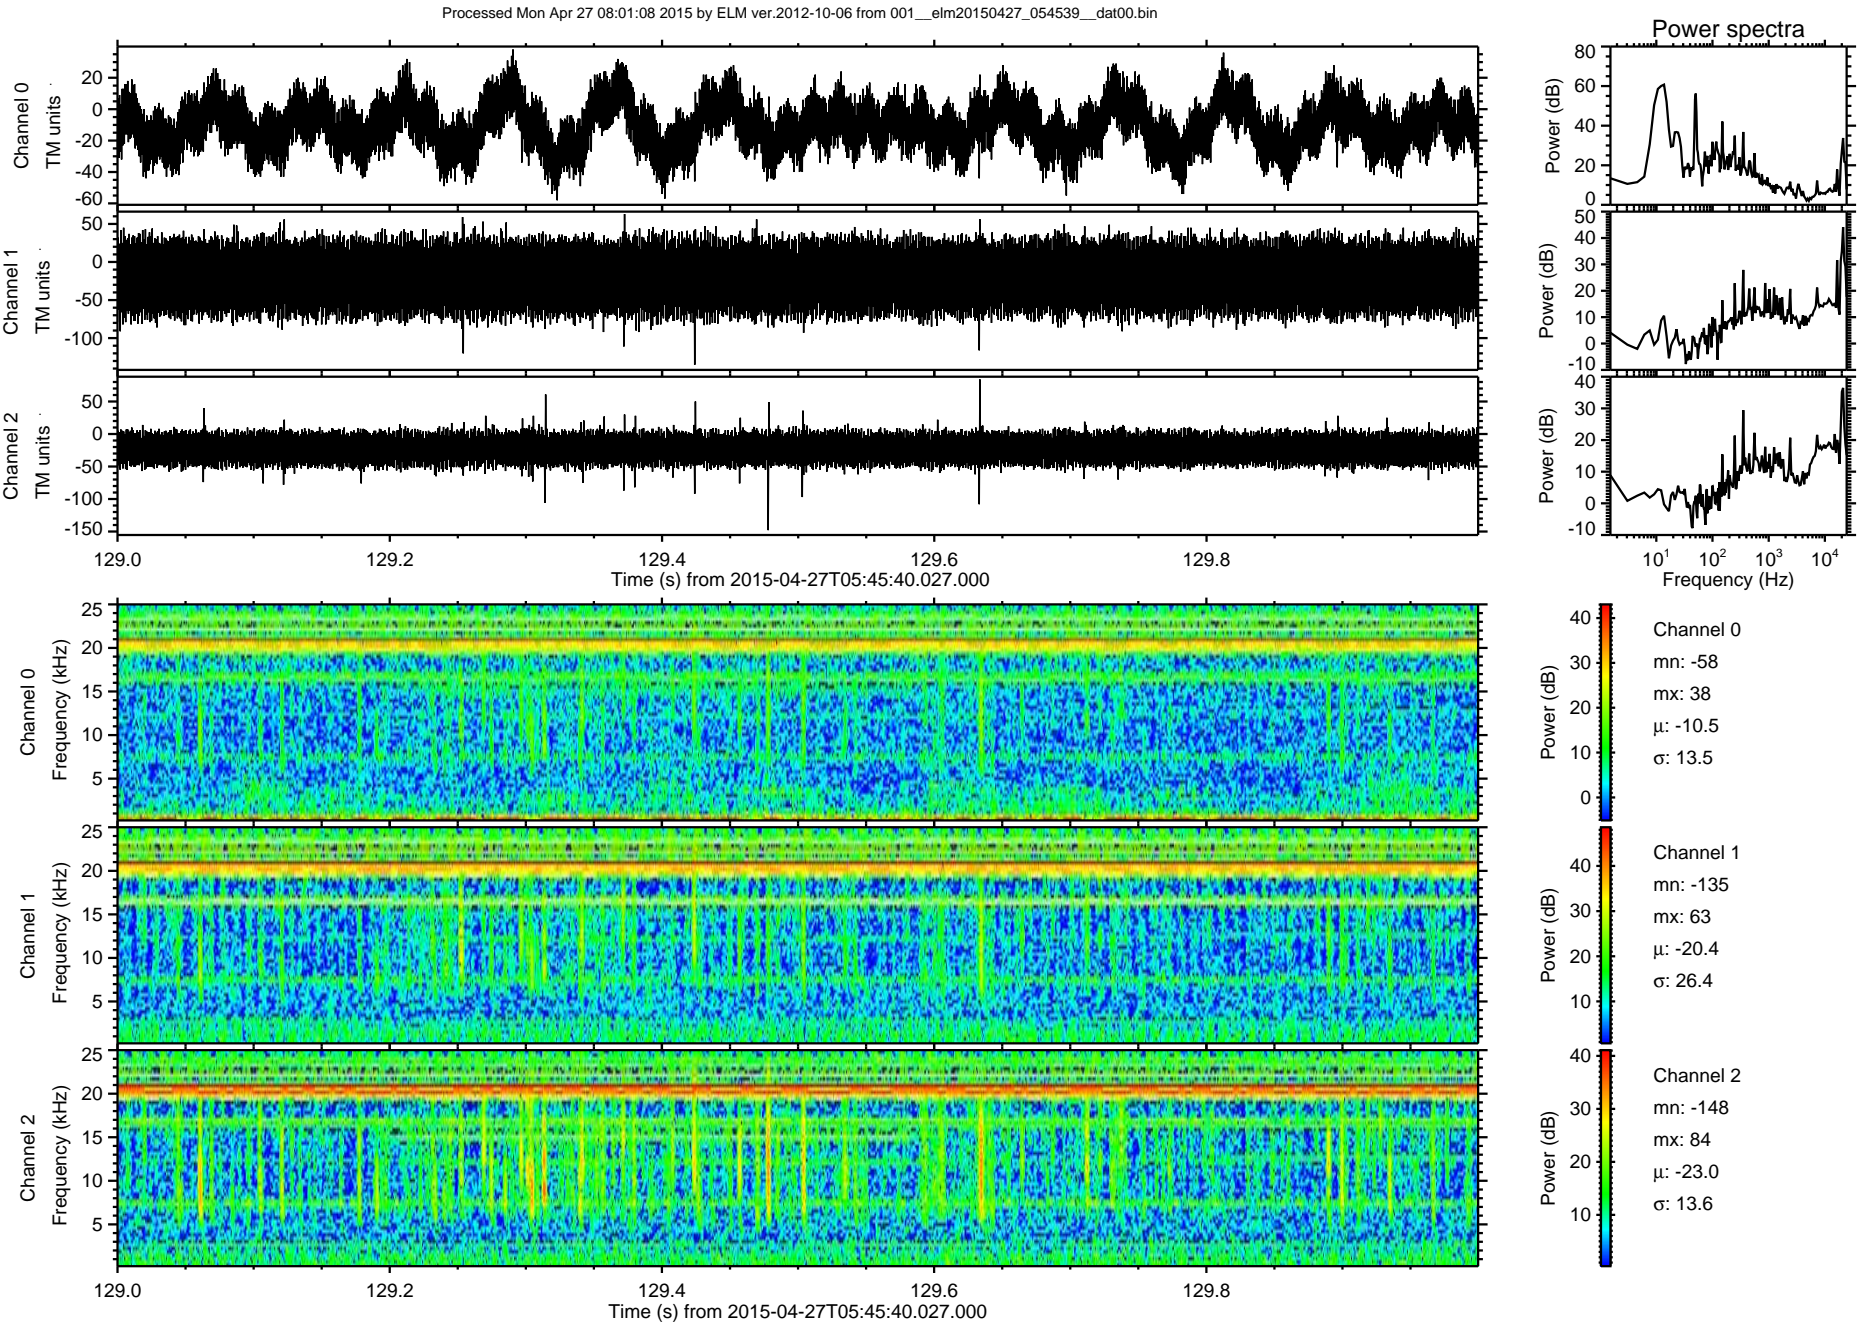 Processed Mon Apr 27 08:01:08 2015 by ELM ver.2012-10-06 from 001__elm20150427_054539__dat00.bin
Power spectra
Channel 0
TM units
20
0
-20
-40
-60
Power (dB)
80
60
40
20
0
Channel 1
TM units
50
0
-50
-100
Power (dB)
50
40
30
20
10
0
-10
Channel 2
TM units
50
0
-50
-100
-150
Power (dB)
40
30
20
10
0
-10
129.0 129.2 129.4 129.6 129.8
Time (s) from 2015-04-27T05:45:40.027.000
10¹ 10² 10³ 10⁴
Frequency (Hz)
Channel 0
Frequency (kHz)
25
20
15
10
5
Power (dB)
40
30
20
10
0
Channel 0
mn: -58
mx: 38
μ: -10.5
σ: 13.5
Channel 1
Frequency (kHz)
25
20
15
10
5
Power (dB)
40
30
20
10
Channel 1
mn: -135
mx: 63
μ: -20.4
σ: 26.4
Channel 2
Frequency (kHz)
25
20
15
10
5
Power (dB)
40
30
20
10
Channel 2
mn: -148
mx: 84
μ: -23.0
σ: 13.6
129.0 129.2 129.4 129.6 129.8
Time (s) from 2015-04-27T05:45:40.027.000